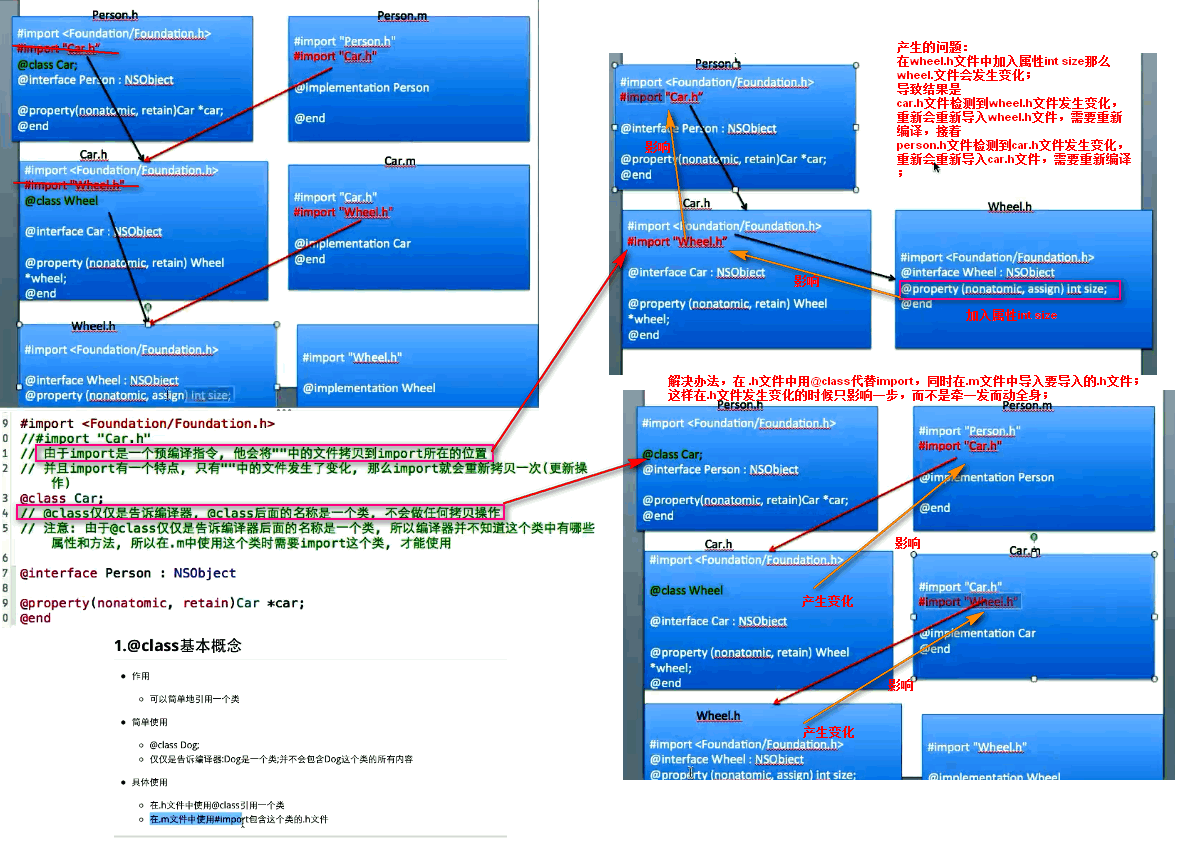 Person.h
#import <Foundation/Foundation.h>
#import "Car.h"
@class Car;
@interface Person : NSObject
@property(nonatomic, retain)Car *car;
@end
Person.m
#import "Person.h"
#import "Car.h"
@implementation Person
@end
Car.h
#import <Foundation/Foundation.h>
#import "Wheel.h"
@class Wheel
@interface Car : NSObject
@property (nonatomic, retain) Wheel
*wheel;
@end
Car.m
#import "Car.h"
#import "Wheel.h"
@implementation Car
@end
Wheel.h
#import <Foundation/Foundation.h>
@interface Wheel : NSObject
@property (nonatomic, assign) int size;
#import "Wheel.h"
@implementation Wheel
9 #import <Foundation/Foundation.h>
0 //#import "Car.h"
1 // 由于import是一个预编译指令, 他会将""中的文件拷贝到import所在的位置
2 // 并且import有一个特点, 只有""中的文件发生了变化, 那么import就会重新拷贝一次(更新操
作)
3 @class Car;
4 // @class仅仅是告诉编译器, @class后面的名称是一个类, 不会做任何拷贝操作
5 // 注意: 由于@class仅仅是告诉编译器后面的名称是一个类, 所以编译器并不知道这个类中有哪些
属性和方法, 所以在.m中使用这个类时需要import这个类, 才能使用
6
7 @interface Person : NSObject
8
9 @property(nonatomic, retain)Car *car;
0 @end
1.@class基本概念
作用
可以简单地引用一个类
简单使用
@class Dog;
仅仅是告诉编译器:Dog是一个类;并不会包含Dog这个类的所有内容
具体使用
在.h文件中使用@class引用一个类
在.m文件中使用#import包含这个类的.h文件
产生的问题:
在wheel.h文件中加入属性int size那么
wheel.文件会发生变化;
导致结果是
car.h文件检测到wheel.h文件发生变化,
重新会重新导入wheel.h文件, 需要重新
编译, 接着
person.h文件检测到car.h文件发生变化,
重新会重新导入car.h文件, 需要重新编译
;
Person.h
#import <Foundation/Foundation.h>
#import "Car.h"
@interface Person : NSObject
影响
@property(nonatomic, retain)Car *car;
@end
Car.h
#import <Foundation/Foundation.h>
#import "Wheel.h"
@interface Car : NSObject
影响
@property (nonatomic, retain) Wheel
*wheel;
@end
Wheel.h
#import <Foundation/Foundation.h>
@interface Wheel : NSObject
@property (nonatomic, assign) int size;
@end
加入属性int size
解决办法, 在 .h文件中用@class代替import, 同时在.m文件中导入要导入的.h文件;
这样在.h文件发生变化的时候只影响一步, 而不是牵一发而动全身;
Person.h
#import <Foundation/Foundation.h>
@class Car;
@interface Person : NSObject
@property(nonatomic, retain)Car *car;
@end
Person.m
#import "Person.h"
#import "Car.h"
@implementation Person
@end
影响
Car.h
#import <Foundation/Foundation.h>
@class Wheel
产生变化
@interface Car : NSObject
@property (nonatomic, retain) Wheel
*wheel;
@end
Car.m
#import "Car.h"
#import "Wheel.h"
@implementation Car
@end
影响
Wheel.h
产生变化
#import <Foundation/Foundation.h>
@interface Wheel : NSObject
@property (nonatomic, assign) int size;
#import "Wheel.h"
@implementation Wheel